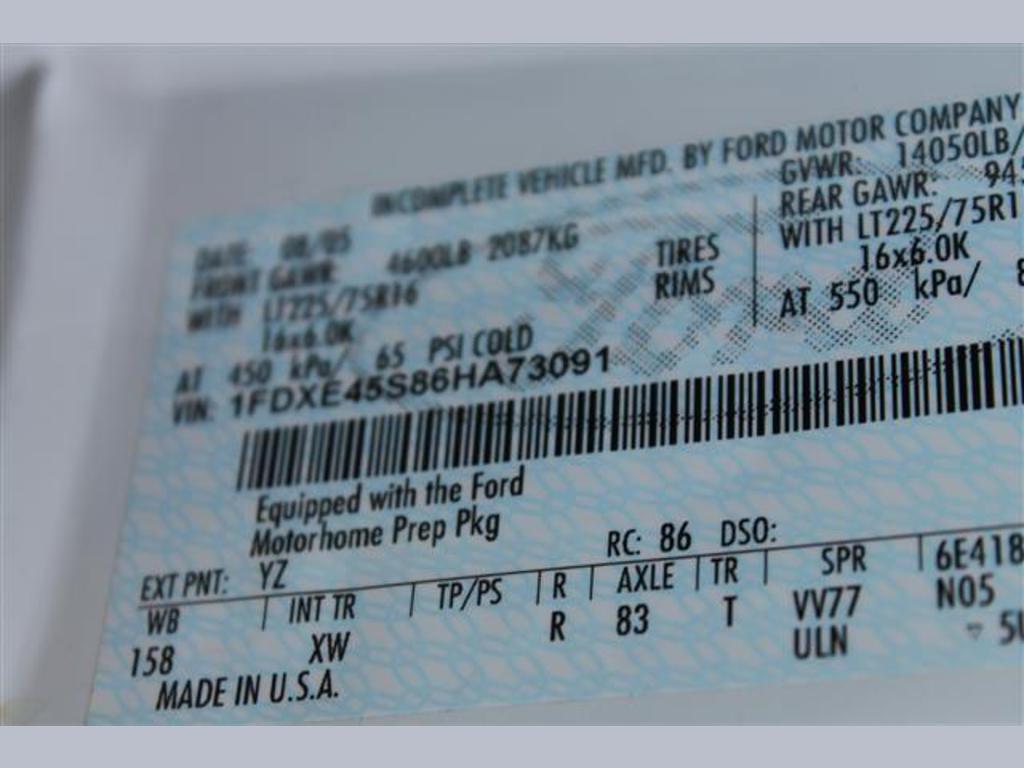 INCOMPLETE VEHICLE MFD. BY FORD MOTOR COMPANY
DATE: 08/05 GVWR: 14050LB/
FRONT GAWR: 4600LB 2087KG REAR GAWR: 945
WITH LT225/75R16 TIRES WITH LT225/75R1
16x6.0K RIMS 16x6.0K
AT 450 kPa/ 65 PSI COLD AT 550 kPa/ 8
VIN: 1FDXE45S86HA73091
Equipped with the Ford
Motorhome Prep Pkg
RC: 86 DSO:
EXT PNT: YZ
WB INT TR TP/PS R AXLE TR SPR 6E418
158 XW R 83 T VV77 N05
ULN 5U
MADE IN U.S.A.